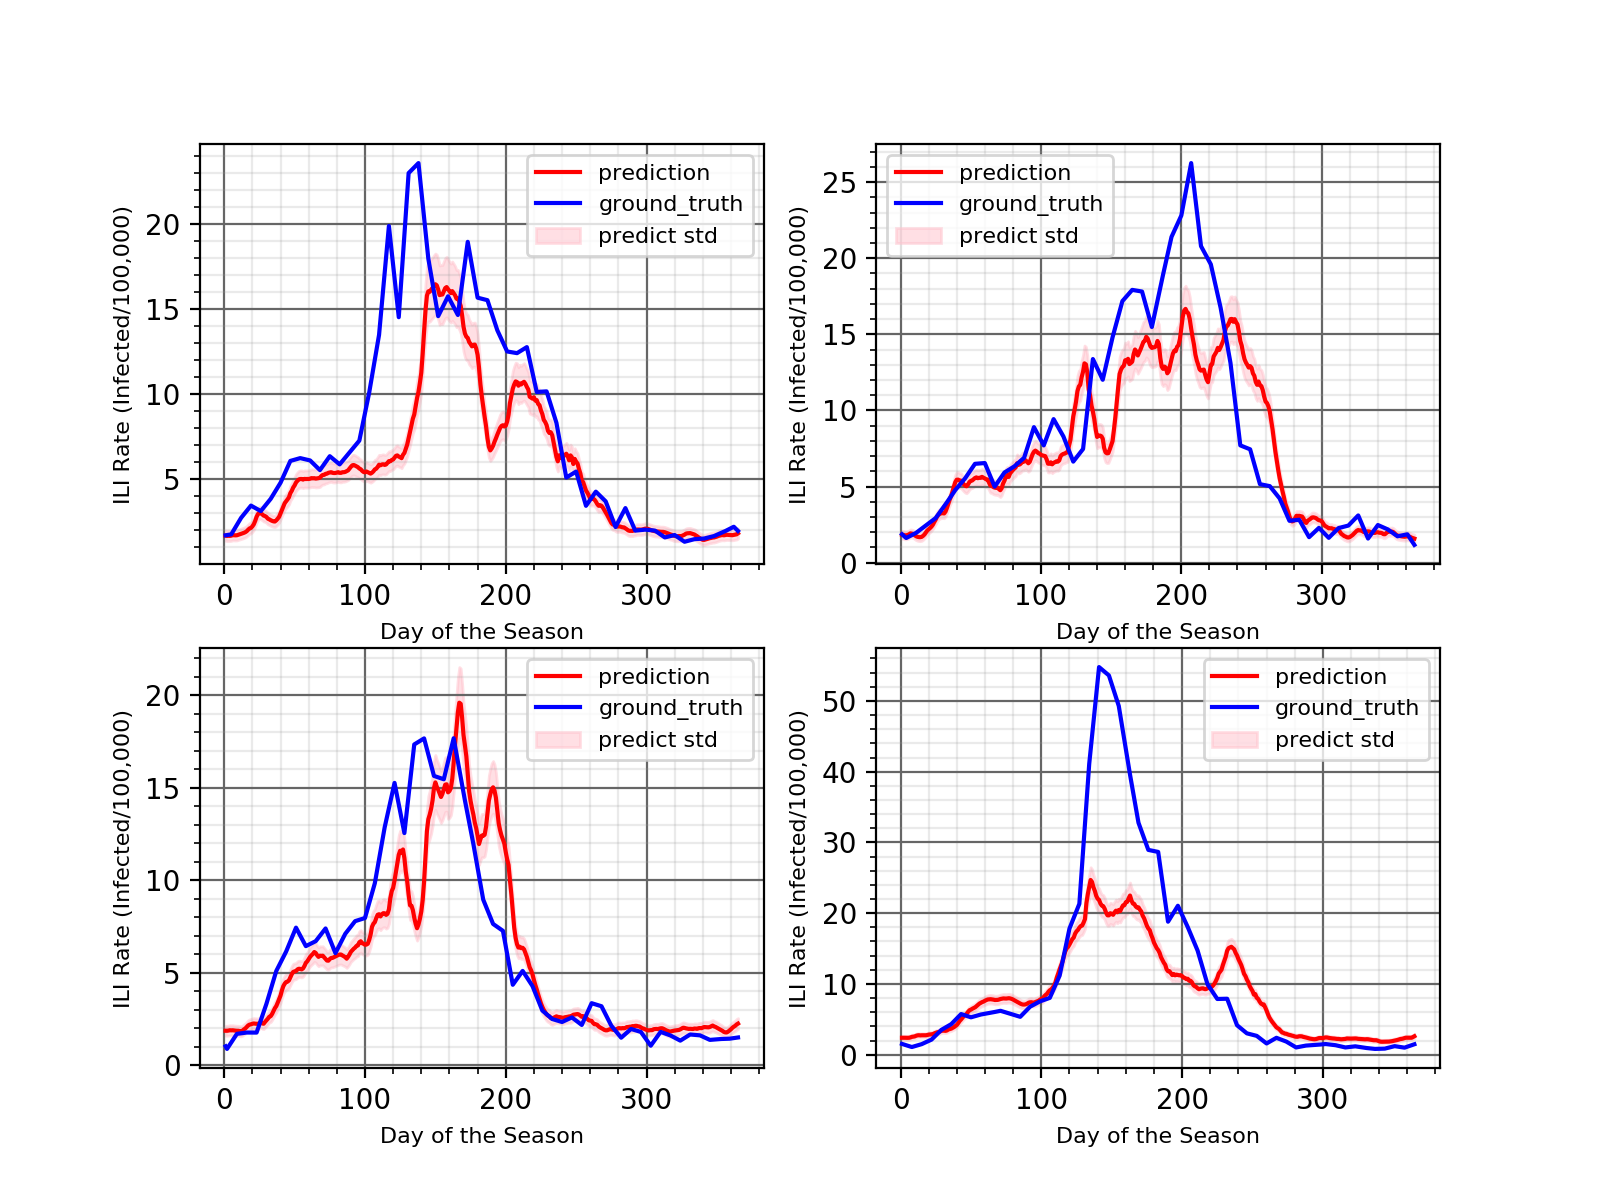 ILI Rate (Infected/100,000)
20
15
10
5
prediction
ground_truth
predict std
0 100 200 300
Day of the Season
ILI Rate (Infected/100,000)
25
20
15
10
5
0
prediction
ground_truth
predict std
0 100 200 300
Day of the Season
ILI Rate (Infected/100,000)
20
15
10
5
0
prediction
ground_truth
predict std
0 100 200 300
Day of the Season
ILI Rate (Infected/100,000)
50
40
30
20
10
0
prediction
ground_truth
predict std
0 100 200 300
Day of the Season